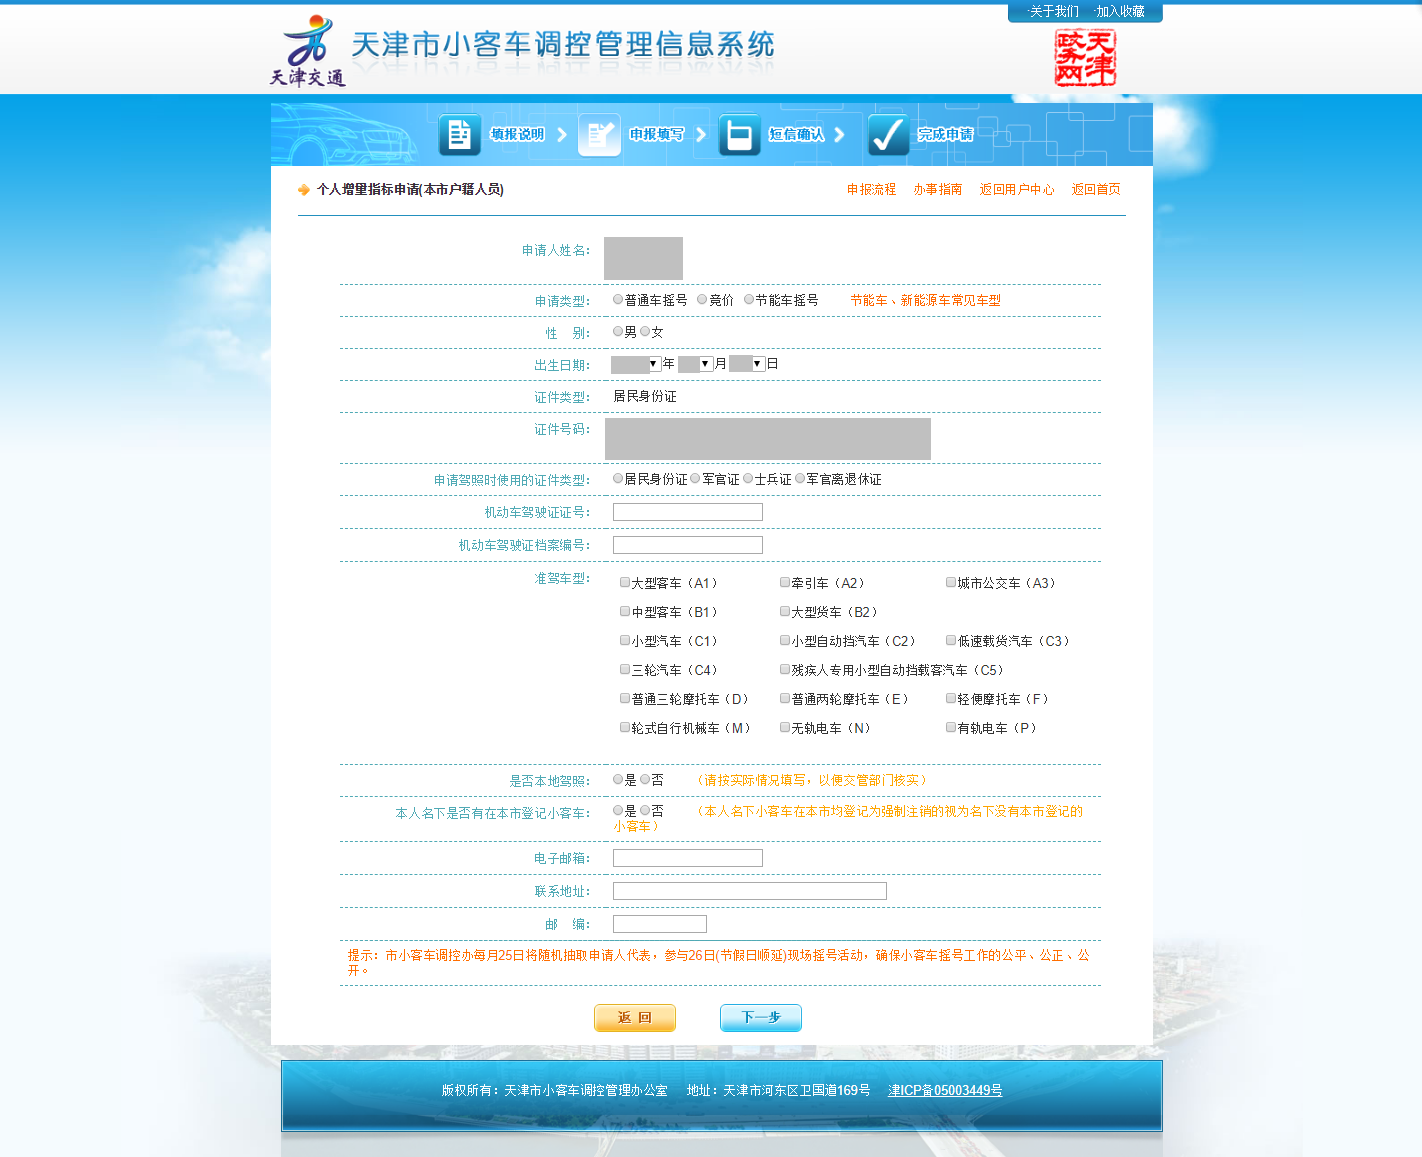 ·关于我们 ·加入收藏
天津交通 天津市小客车调控管理信息系统 天津政务网
填报说明 申报填写 短信确认 完成申请
个人增量指标申请(本市户籍人员) 申报流程 办事指南 返回用户中心 返回首页
申请人姓名：
申请类型： 普通车摇号 竞价 节能车摇号 节能车、新能源车常见车型
性 别： 男 女
出生日期： 年 月 日
证件类型： 居民身份证
证件号码：
申请驾照时使用的证件类型： 居民身份证 军官证 士兵证 军官离退休证
机动车驾驶证证号：
机动车驾驶证档案编号：
准驾车型： 大型客车（A1） 牵引车（A2） 城市公交车（A3）
中型客车（B1） 大型货车（B2）
小型汽车（C1） 小型自动挡汽车（C2） 低速载货汽车（C3）
三轮汽车（C4） 残疾人专用小型自动挡载客汽车（C5）
普通三轮摩托车（D） 普通两轮摩托车（E） 轻便摩托车（F）
轮式自行机械车（M） 无轨电车（N） 有轨电车（P）
是否本地驾照： 是 否 （请按实际情况填写，以便交管部门核实）
本人名下是否有在本市登记小客车： 是 否 （本人名下小客车在本市均登记为强制注销的视为名下没有本市登记的
小客车）
电子邮箱：
联系地址：
邮 编：
提示：市小客车调控办每月25日将随机抽取申请人代表，参与26日(节假日顺延)现场摇号活动，确保小客车摇号工作的公平、公正、公
开。
返 回 下一步
版权所有：天津市小客车调控管理办公室 地址：天津市河东区卫国道169号 津ICP备05003449号